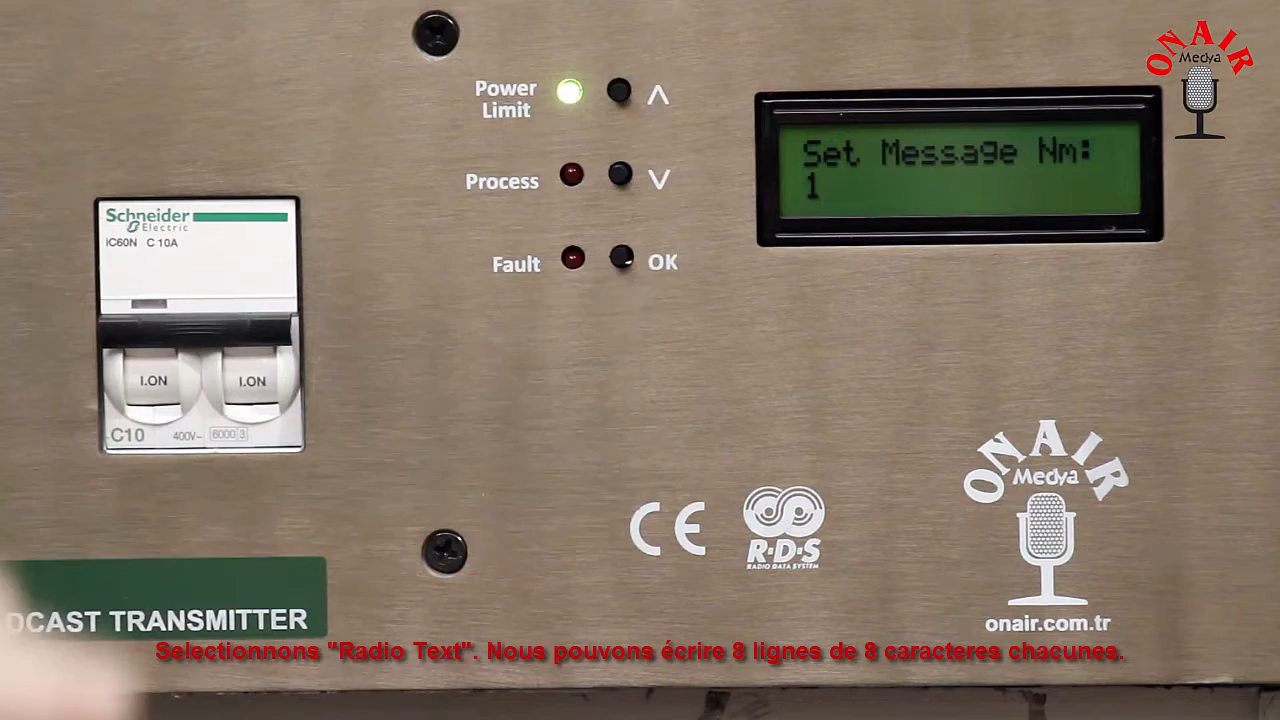 ONAIR
Medya
Power
Limit
Set Message Nm:
1
Process
Fault
OK
Schneider
Electric
iC60N C 10A
I.ON
I.ON
C10
400V~
6000 3
CE
R·D·S
RADIO DATA SYSTEM
ONAIR
Medya
onair.com.tr
DCAST TRANSMITTER
Selectionnons "Radio Text". Nous pouvons écrire 8 lignes de 8 caracteres chacunes.